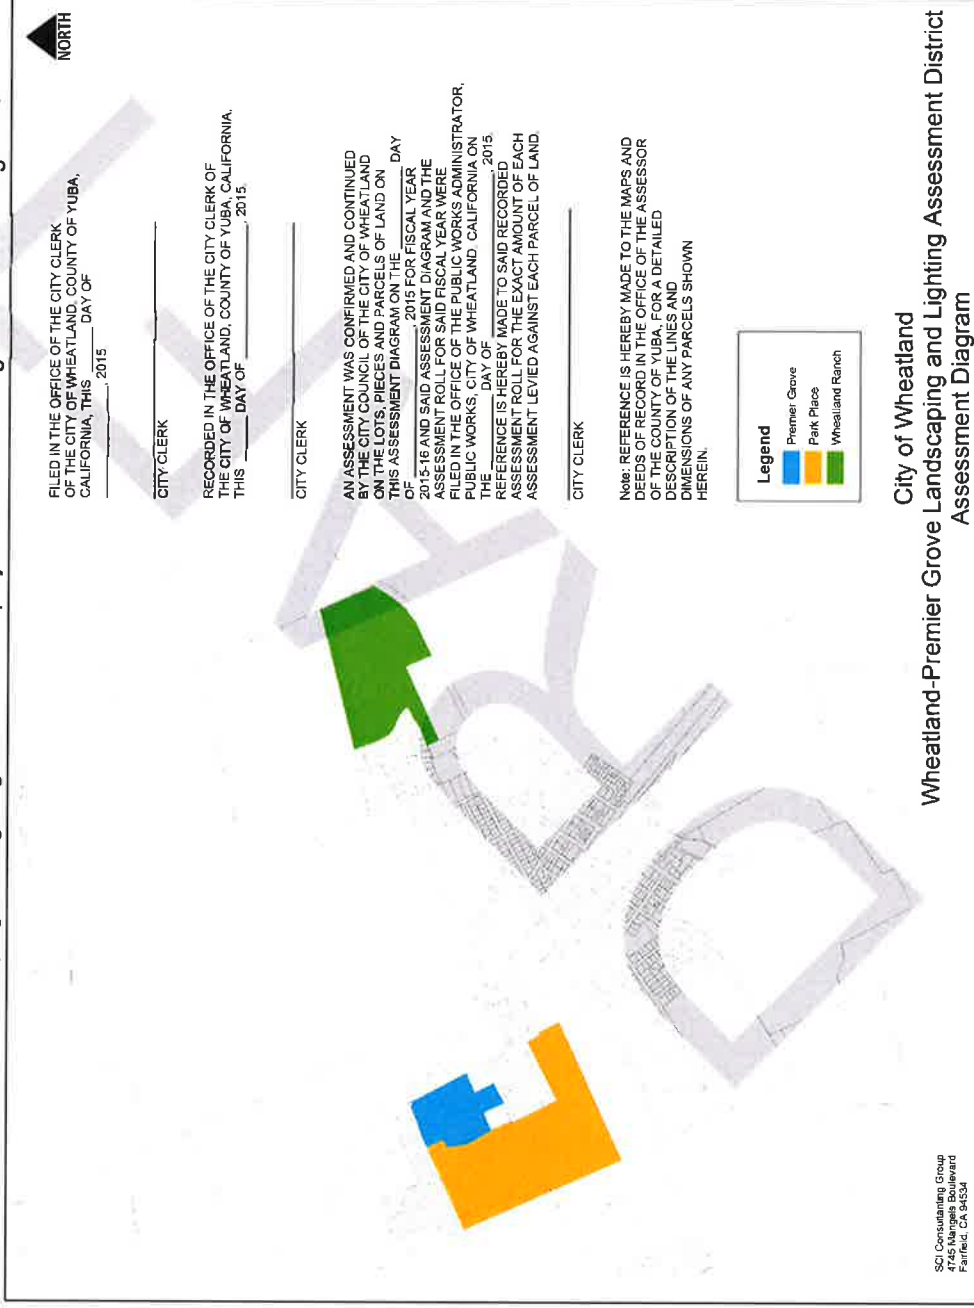 NORTH
FILED IN THE OFFICE OF THE CITY CLERK
OF THE CITY OF WHEATLAND, COUNTY OF YUBA,
CALIFORNIA, THIS ____ DAY OF
____________, 2015
CITY CLERK
RECORDED IN THE OFFICE OF THE CITY CLERK OF
THE CITY OF WHEATLAND, COUNTY OF YUBA, CALIFORNIA,
THIS ____ DAY OF ____________, 2015.
CITY CLERK
AN ASSESSMENT WAS CONFIRMED AND CONTINUED
BY THE CITY COUNCIL OF THE CITY OF WHEATLAND
ON THE LOTS, PIECES AND PARCELS OF LAND ON
THIS ASSESSMENT DIAGRAM ON THE ________ DAY
OF ____________, 2015 FOR FISCAL YEAR
2015-16 AND SAID ASSESSMENT DIAGRAM AND THE
ASSESSMENT ROLL FOR SAID FISCAL YEAR WERE
FILED IN THE OFFICE OF THE PUBLIC WORKS ADMINISTRATOR,
PUBLIC WORKS, CITY OF WHEATLAND, CALIFORNIA ON
THE ________ DAY OF ____________, 2015.
REFERENCE IS HEREBY MADE TO SAID RECORDED
ASSESSMENT ROLL FOR THE EXACT AMOUNT OF EACH
ASSESSMENT LEVIED AGAINST EACH PARCEL OF LAND.
CITY CLERK
Note: REFERENCE IS HEREBY MADE TO THE MAPS AND
DEEDS OF RECORD IN THE OFFICE OF THE ASSESSOR
OF THE COUNTY OF YUBA, FOR A DETAILED
DESCRIPTION OF THE LINES AND
DIMENSIONS OF ANY PARCELS SHOWN
HEREIN.
Legend
Premier Grove
Park Place
Wheatland Ranch
DRAFT
SCI Consultanting Group
4745 Mangels Boulevard
Fairfield, CA 94534
City of Wheatland
Wheatland-Premier Grove Landscaping and Lighting Assessment District
Assessment Diagram